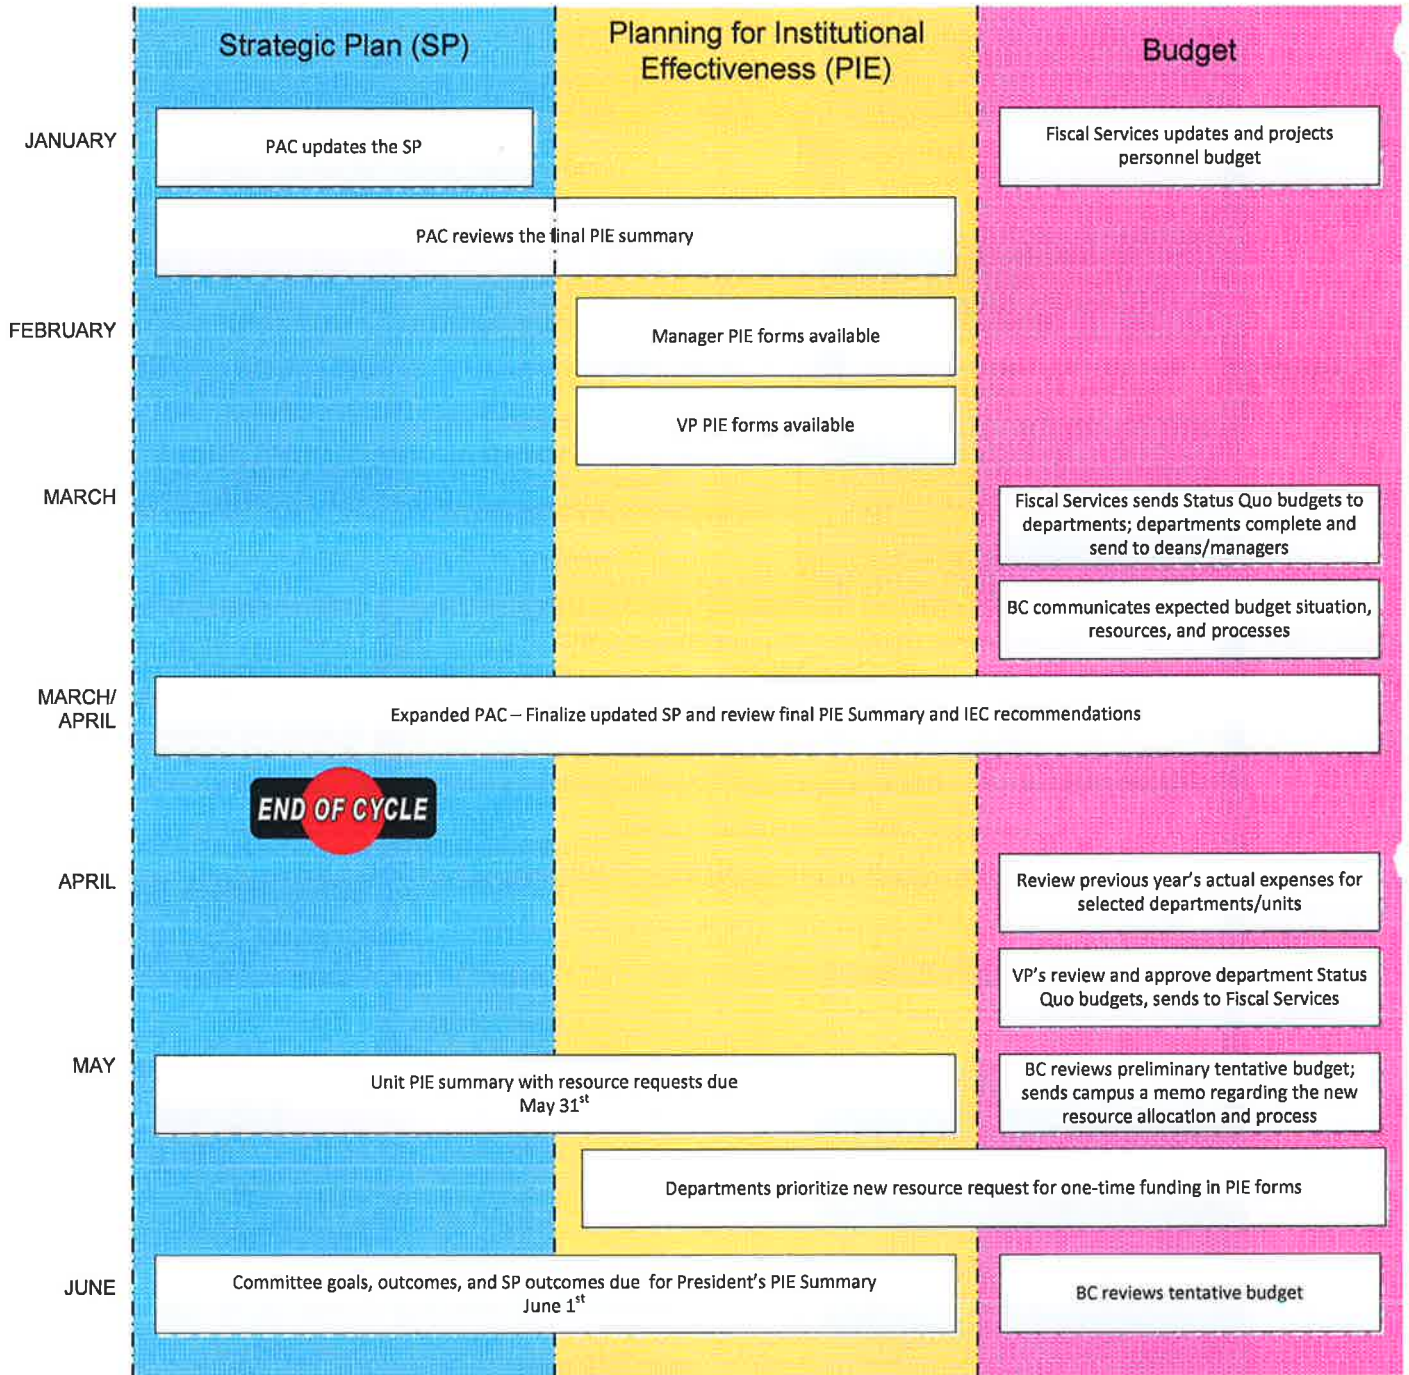 Strategic Plan (SP)
Planning for Institutional
Effectiveness (PIE)
Budget
JANUARY
PAC updates the SP
Fiscal Services updates and projects
personnel budget
PAC reviews the final PIE summary
FEBRUARY
Manager PIE forms available
VP PIE forms available
MARCH
Fiscal Services sends Status Quo budgets to
departments; departments complete and
send to deans/managers
BC communicates expected budget situation,
resources, and processes
MARCH/
APRIL
Expanded PAC – Finalize updated SP and review final PIE Summary and IEC recommendations
END OF CYCLE
APRIL
Review previous year's actual expenses for
selected departments/units
VP's review and approve department Status
Quo budgets, sends to Fiscal Services
MAY
Unit PIE summary with resource requests due
May 31st
BC reviews preliminary tentative budget;
sends campus a memo regarding the new
resource allocation and process
Departments prioritize new resource request for one-time funding in PIE forms
JUNE
Committee goals, outcomes, and SP outcomes due for President's PIE Summary
June 1st
BC reviews tentative budget